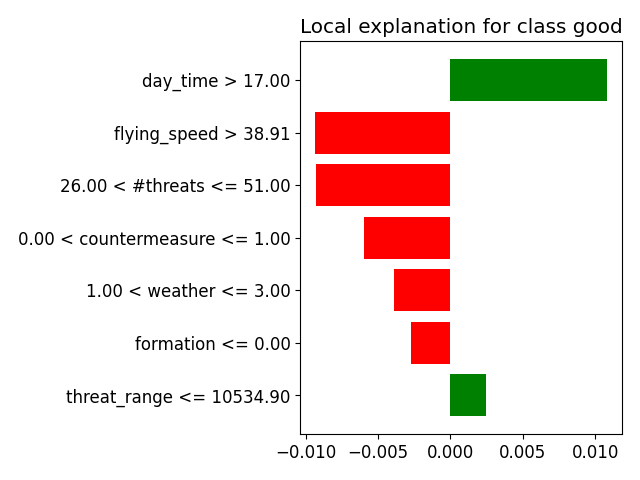 Local explanation for class good
day_time > 17.00
flying_speed > 38.91
26.00 < #threats <= 51.00
0.00 < countermeasure <= 1.00
1.00 < weather <= 3.00
formation <= 0.00
threat_range <= 10534.90
−0.010 −0.005 0.000 0.005 0.010